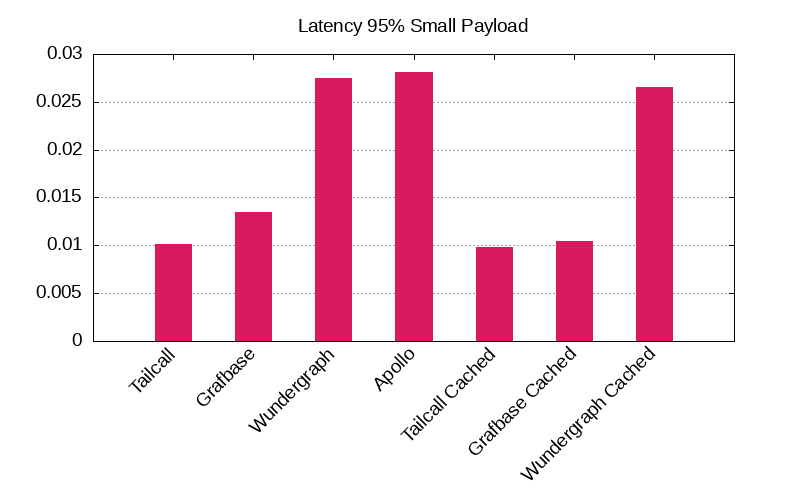 Latency 95% Small Payload
0.03
0.025
0.02
0.015
0.01
0.005
0
Tailcall
Grafbase
Wundergraph
Apollo
Tailcall Cached
Grafbase Cached
Wundergraph Cached